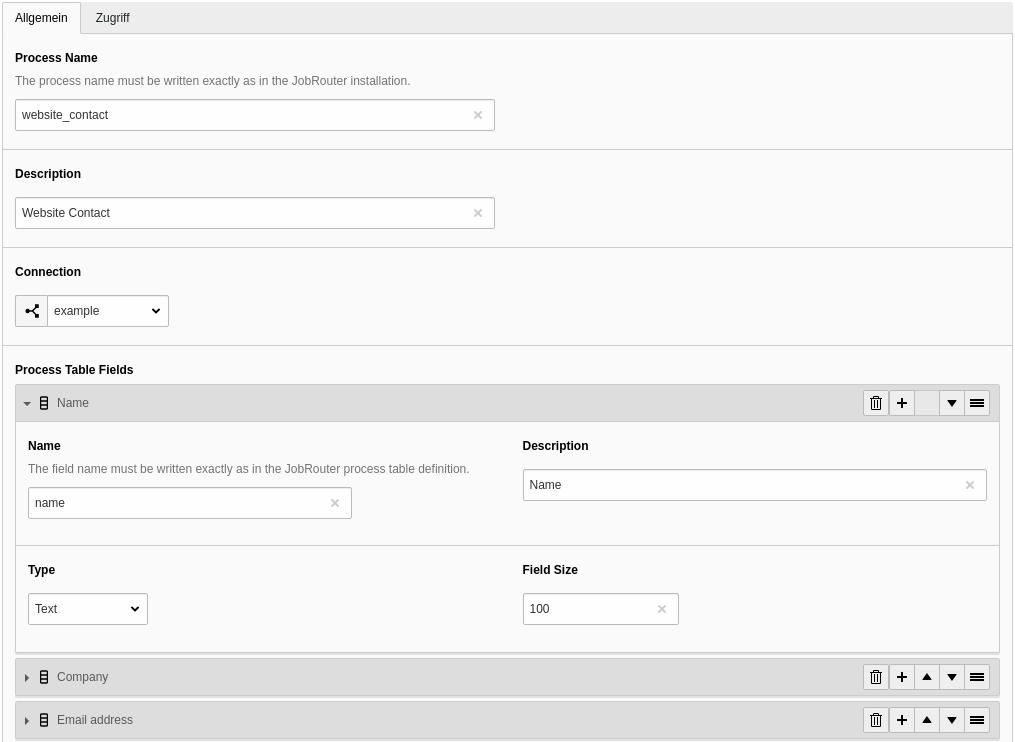 Allgemein Zugriff
Process Name
The process name must be written exactly as in the JobRouter installation.
website_contact
Description
Website Contact
Connection
example
Process Table Fields
Name
Name Description
The field name must be written exactly as in the JobRouter process table definition.
Name
name
Type Field Size
Text 100
Company
Email address